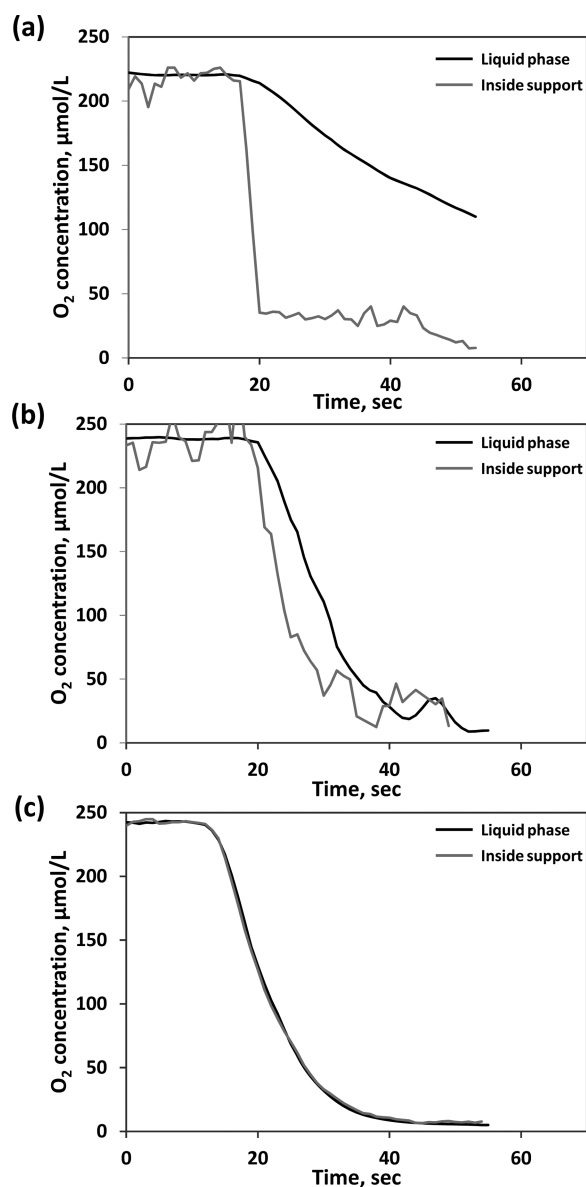 (a)
250
200
150
100
50
0
O2 concentration, µmol/L
Liquid phase
Inside support
0 20 40 60
Time, sec
(b)
250
200
150
100
50
0
O2 concentration, µmol/L
Liquid phase
Inside support
0 20 40 60
Time, sec
(c)
250
200
150
100
50
0
O2 concentration, µmol/L
Liquid phase
Inside support
0 20 40 60
Time, sec